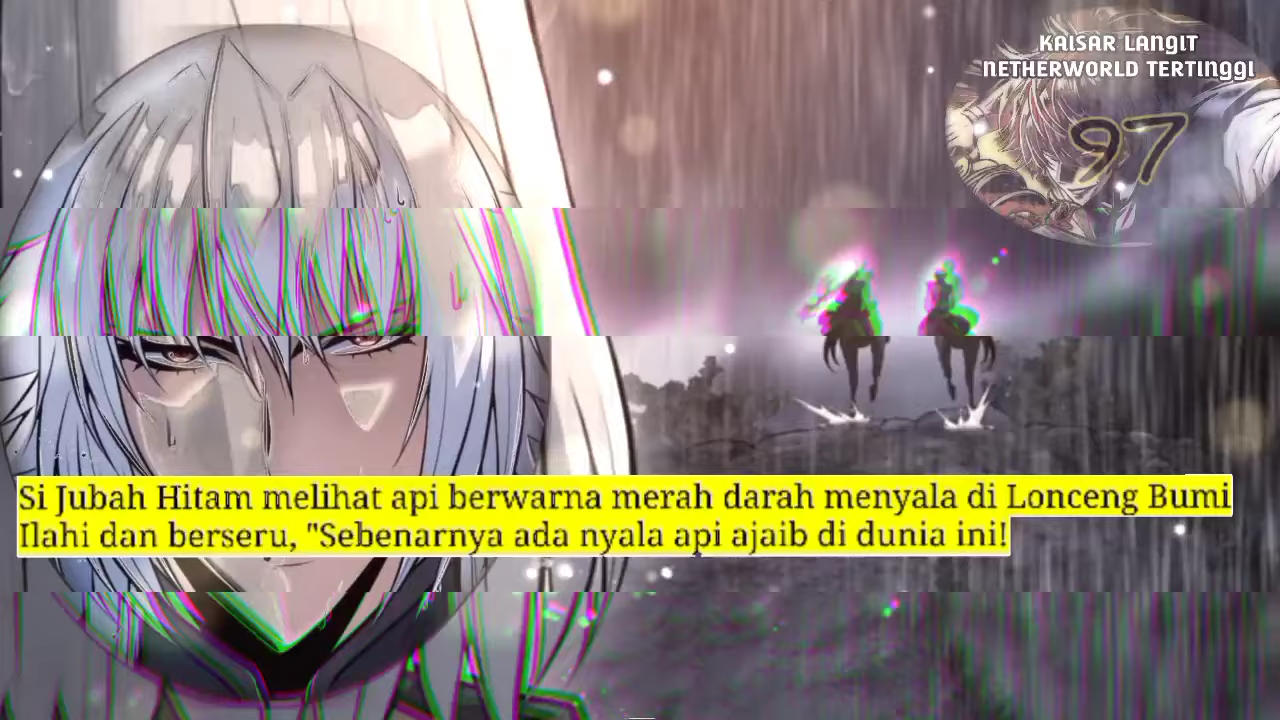 KAISAR LANGIT
NETHERWORLD TERTINGGI
97
Si Jubah Hitam melihat api berwarna merah darah menyala di Lonceng Bumi
Ilahi dan berseru, "Sebenarnya ada nyala api ajaib di dunia ini!